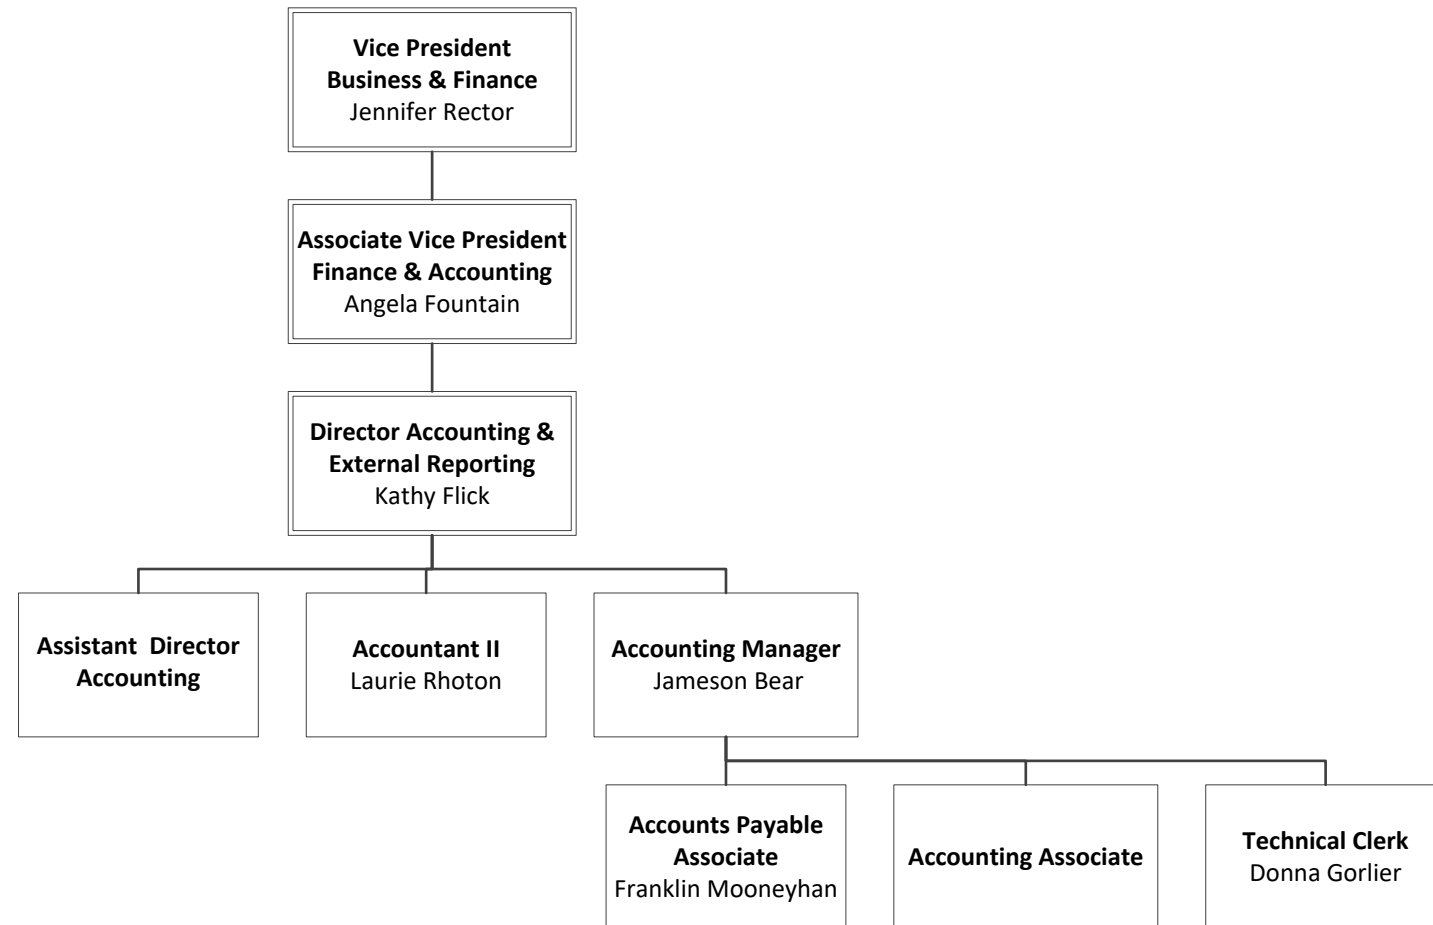 Vice President
Business & Finance
Jennifer Rector
Associate Vice President
Finance & Accounting
Angela Fountain
Director Accounting &
External Reporting
Kathy Flick
Assistant  Director
Accounting
Accountant II
Laurie Rhoton
Accounting Manager
Jameson Bear
Accounts Payable
Associate
Franklin Mooneyhan
Accounting Associate
Technical Clerk
Donna Gorlier